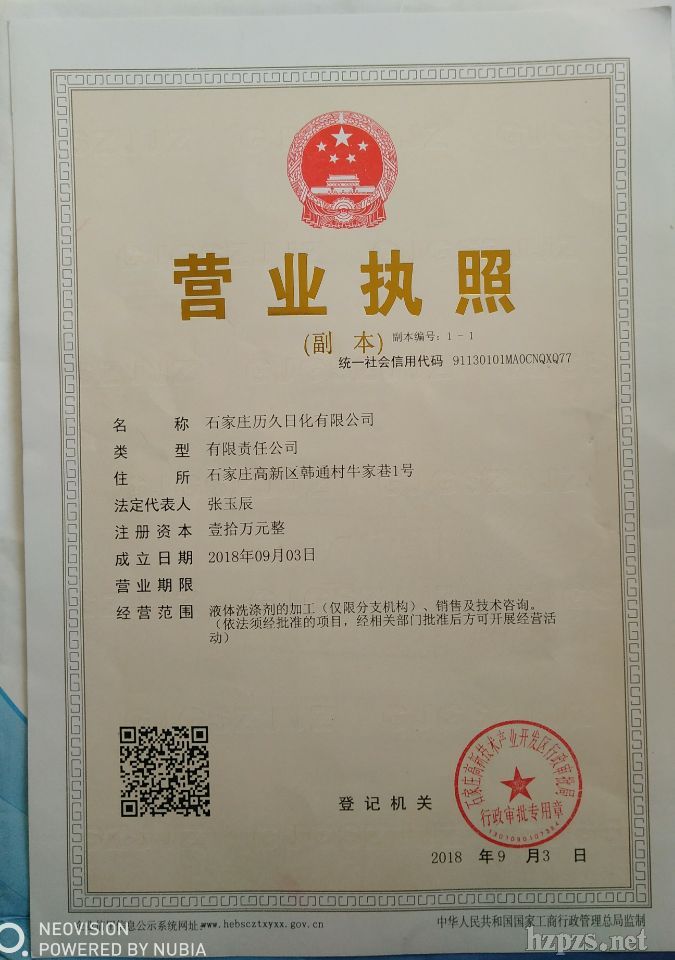 营业执照
(副 本) 副本编号：1-1
统一社会信用代码 91130101MA0CNQXQ77
名称 石家庄历久日化有限公司
类型 有限责任公司
住所 石家庄高新区韩通村牛家巷1号
法定代表人 张玉辰
注册资本 壹拾万元整
成立日期 2018年09月03日
营业期限
经营范围 液体洗涤剂的加工（仅限分支机构）、销售及技术咨询。
（依法须经批准的项目，经相关部门批准后方可开展经营活
动）
石家庄高新技术产业开发区行政审批局
行政审批专用章
登记机关
2018 年9 月3 日
信息公示系统网址:www.hebscztxyxx.gov.cn
中华人民共和国国家工商行政管理总局监制
NEOVISION
POWERED BY NUBIA
hzpzs.net